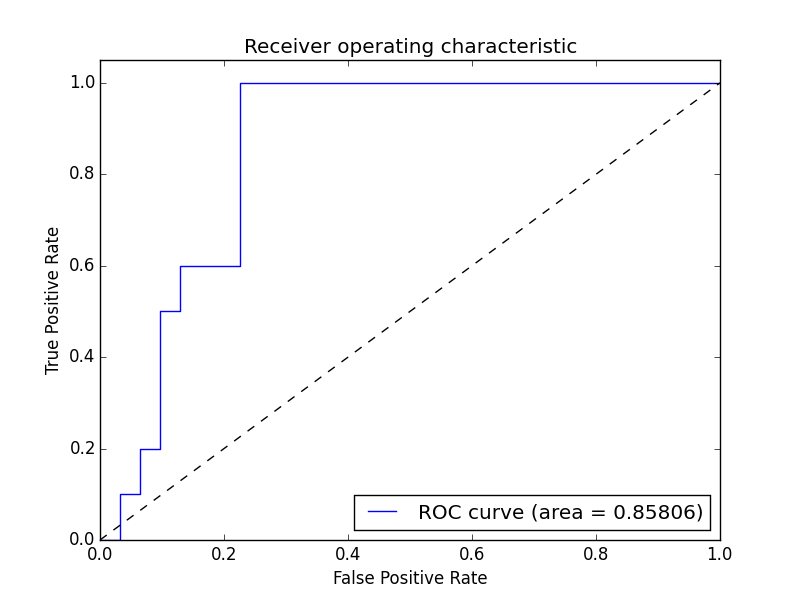 Receiver operating characteristic
True Positive Rate
1.0
0.8
0.6
0.4
0.2
0.0
ROC curve (area = 0.85806)
0.0 0.2 0.4 0.6 0.8 1.0
False Positive Rate